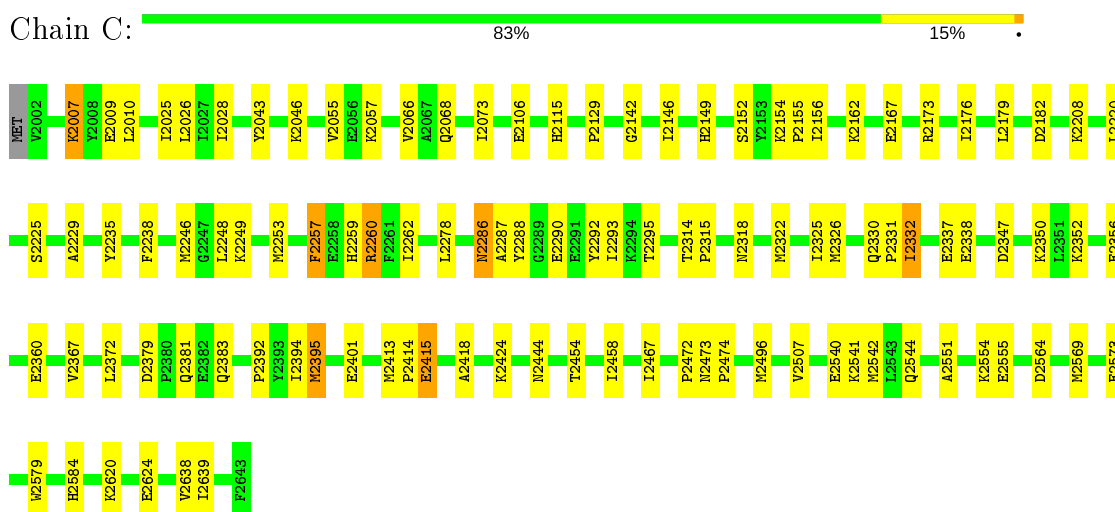 Chain C:
83% 15% •
MET V2002 K2007 Y2008 E2009 L2010 I2025 L2026 I2027 I2028 Y2043 K2046 V2055 E2056 K2057 V2066 A2067 Q2068 I2073 E2106 H2115 P2129 G2142 I2146 H2149 S2152 Y2153 K2154 P2155 I2156 K2162 E2167 R2173 I2176 L2179 D2182 K2208
S2225 A2229 Y2235 F2238 M2246 G2247 L2248 K2249 M2253 F2257 E2258 H2259 R2260 F2261 I2262 L2278 N2286 A2287 Y2288 G2289 E2290 E2291 Y2292 I2293 K2294 T2295 T2314 P2315 N2318 M2322 I2325 M2326 Q2330 P2331 I2332 E2337 E2338 D2347 K2350 L2351 K2352
E2360 V2367 L2372 D2379 P2380 Q2381 E2382 Q2383 P2392 Y2393 I2394 M2395 E2401 M2413 P2414 E2415 A2418 K2424 N2444 T2454 I2458 I2467 P2472 N2473 P2474 M2496 V2507 E2540 K2541 M2542 L2543 Q2544 A2551 K2554 E2555 D2564 M2569
W2579 H2584 K2620 E2624 V2638 I2639 F2643